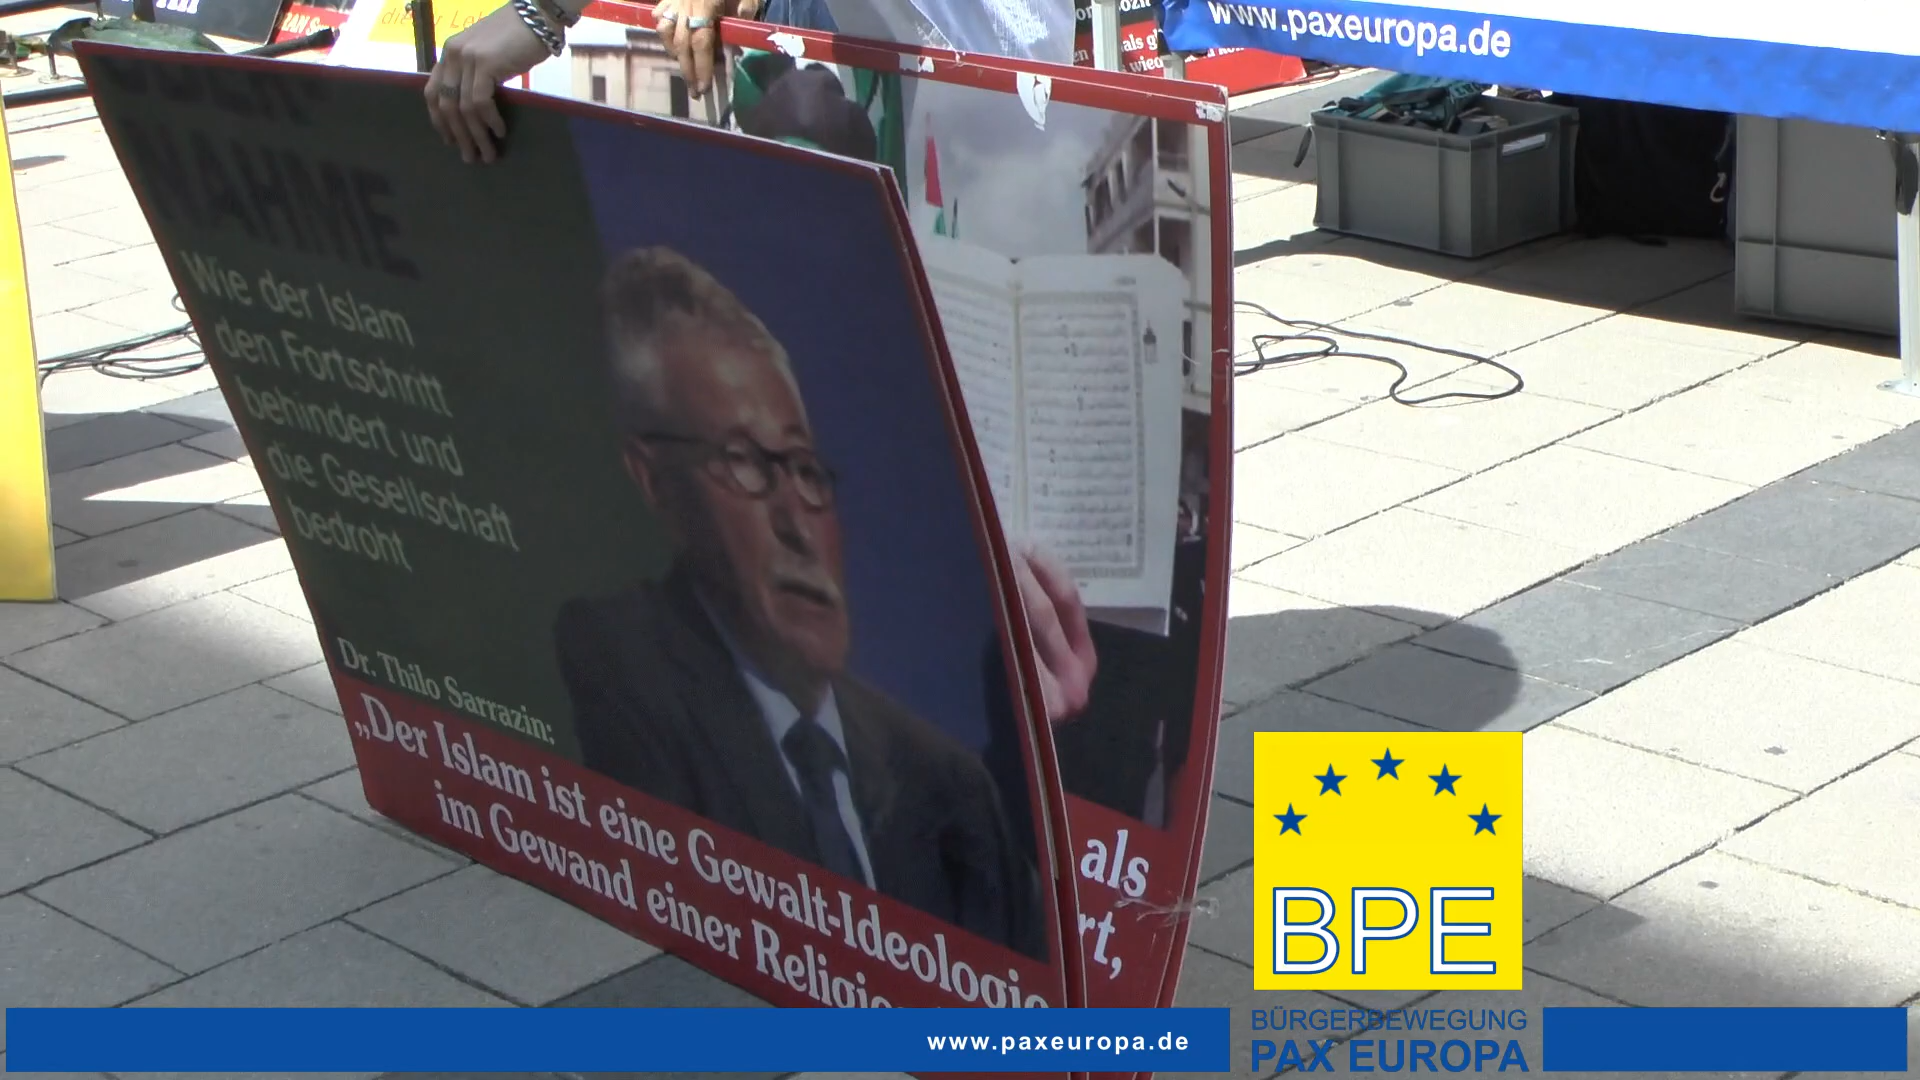 www.paxeuropa.de
NAHME
Wie der Islam
den Fortschritt
behindert und
die Gesellschaft
bedroht
Dr. Thilo Sarrazin:
„Der Islam ist eine Gewalt-Ideologie
im Gewand einer
als
rt,
BPE
BÜRGERBEWEGUNG
PAX EUROPA
www.paxeuropa.de